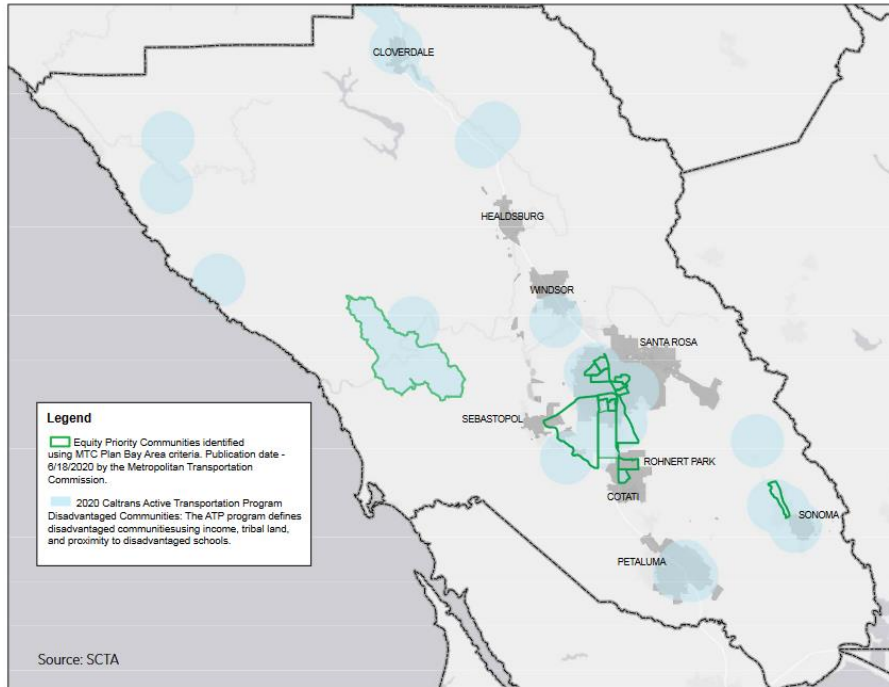 CLOVERDALE
HEALDSBURG
WINDSOR
SANTA ROSA
SEBASTOPOL
ROHNERT PARK
COTATI
SONOMA
PETALUMA
Legend
Equity Priority Communities identified
using MTC Plan Bay Area criteria. Publication date -
6/18/2020 by the Metropolitan Transportation
Commission.
2020 Caltrans Active Transportation Program
Disadvantaged Communities: The ATP program defines
disadvantaged communitiesusing income, tribal land,
and proximity to disadvantaged schools.
Source: SCTA